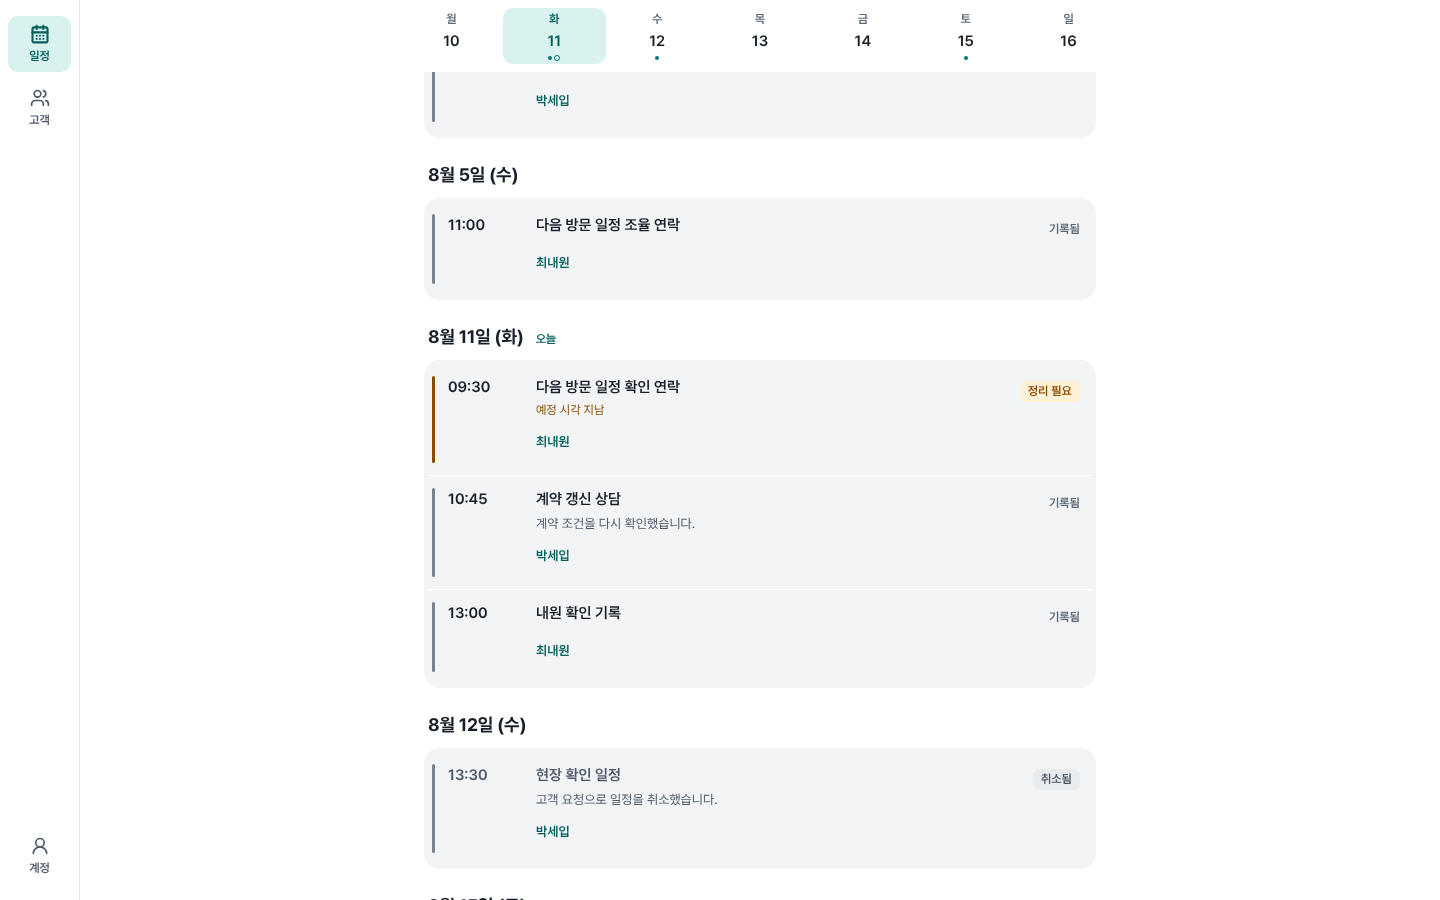 일정
고객
계정
월
10
화
11
수
12
목
13
금
14
토
15
일
16
박세입
8월 5일 (수)
11:00
다음 방문 일정 조율 연락
기록됨
최내원
8월 11일 (화)
오늘
09:30
다음 방문 일정 확인 연락
정리 필요
예정 시각 지남
최내원
10:45
계약 갱신 상담
기록됨
계약 조건을 다시 확인했습니다.
박세입
13:00
내원 확인 기록
기록됨
최내원
8월 12일 (수)
13:30
현장 확인 일정
취소됨
고객 요청으로 일정을 취소했습니다.
박세입